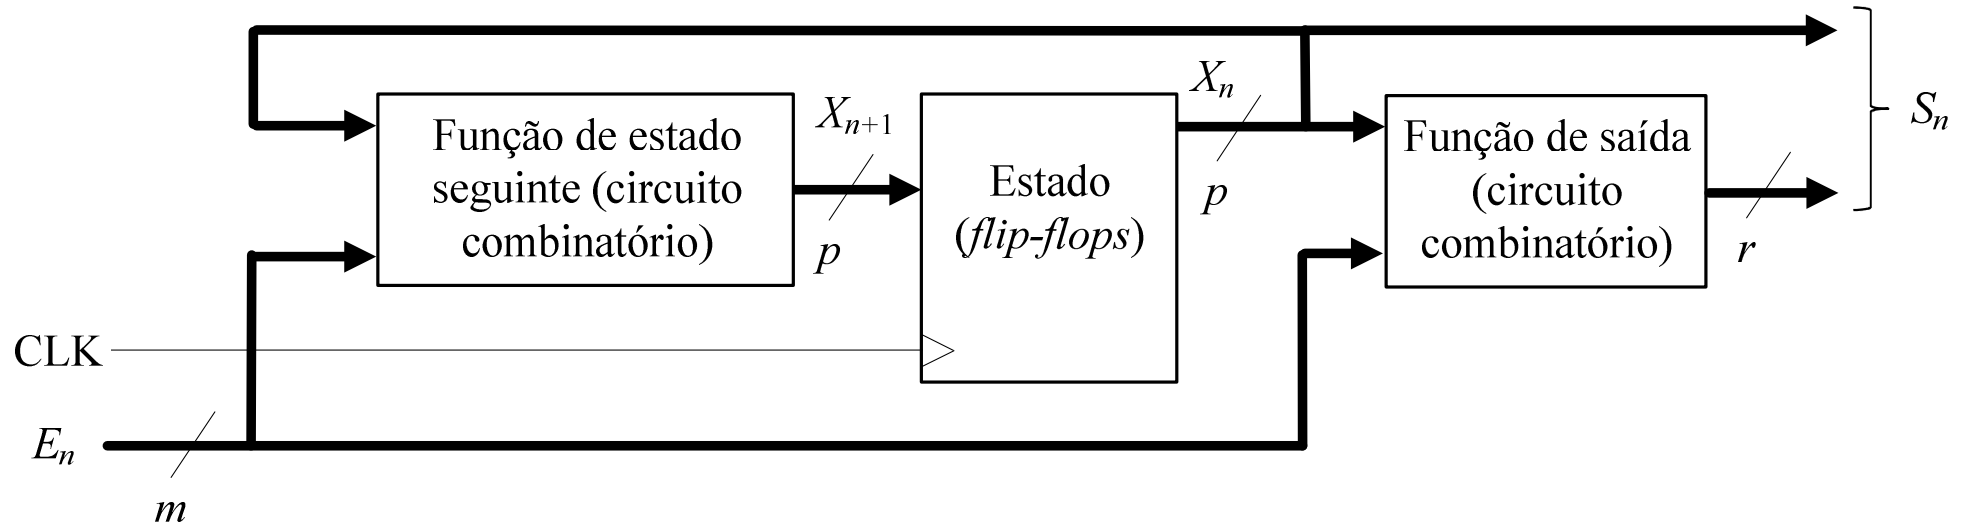 Função de estado
seguinte (circuito
combinatório)
Xn+1
p
Estado
(flip-flops)
Xn
p
Função de saída
(circuito
combinatório)
r
Sn
CLK
En
m